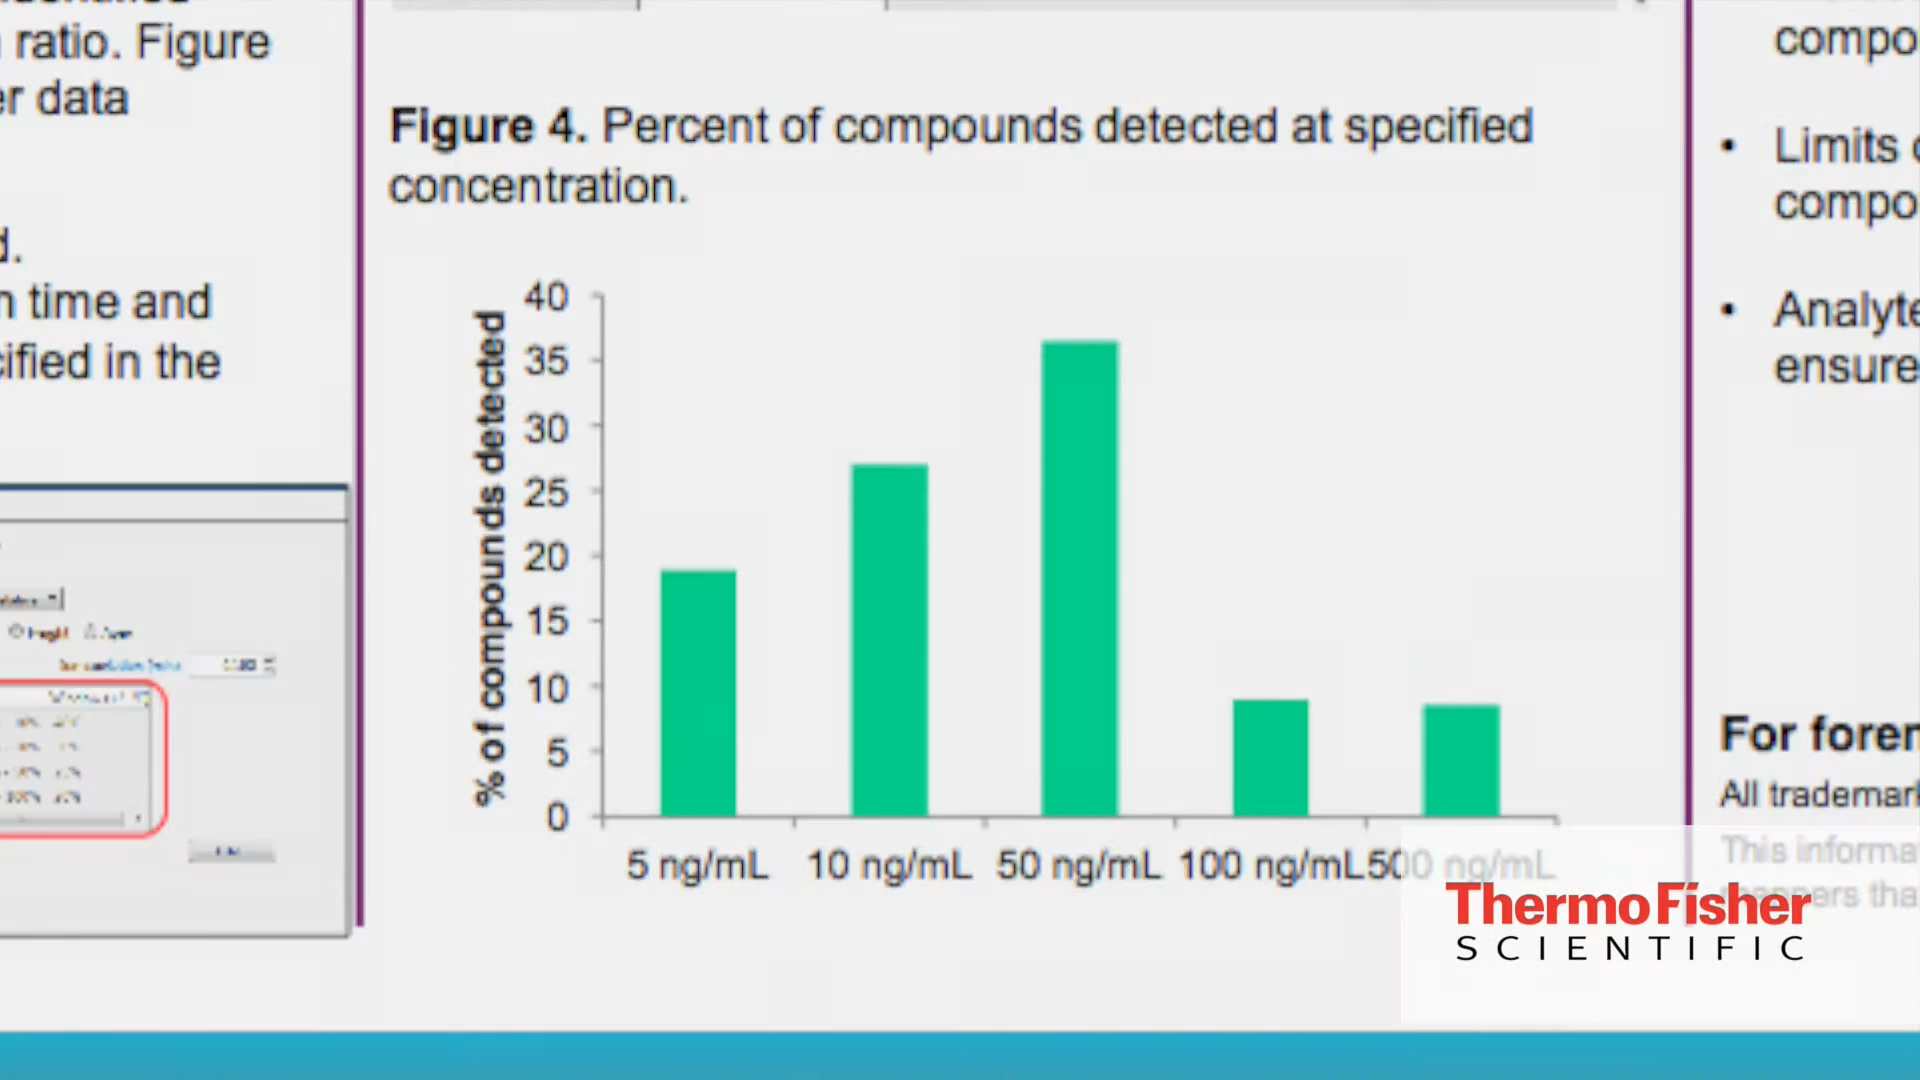 ratio. Figure
er data
d.
n time and
cified in the
Figure 4. Percent of compounds detected at specified
concentration.
% of compounds detected
40
35
30
25
20
15
10
5
0
5 ng/mL 10 ng/mL 50 ng/mL 100 ng/mL 500 ng/mL
compo
• Limits
compo
• Analyte
ensure
For foren
All trademark
This informa
manners tha
ThermoFisher
SCIENTIFIC